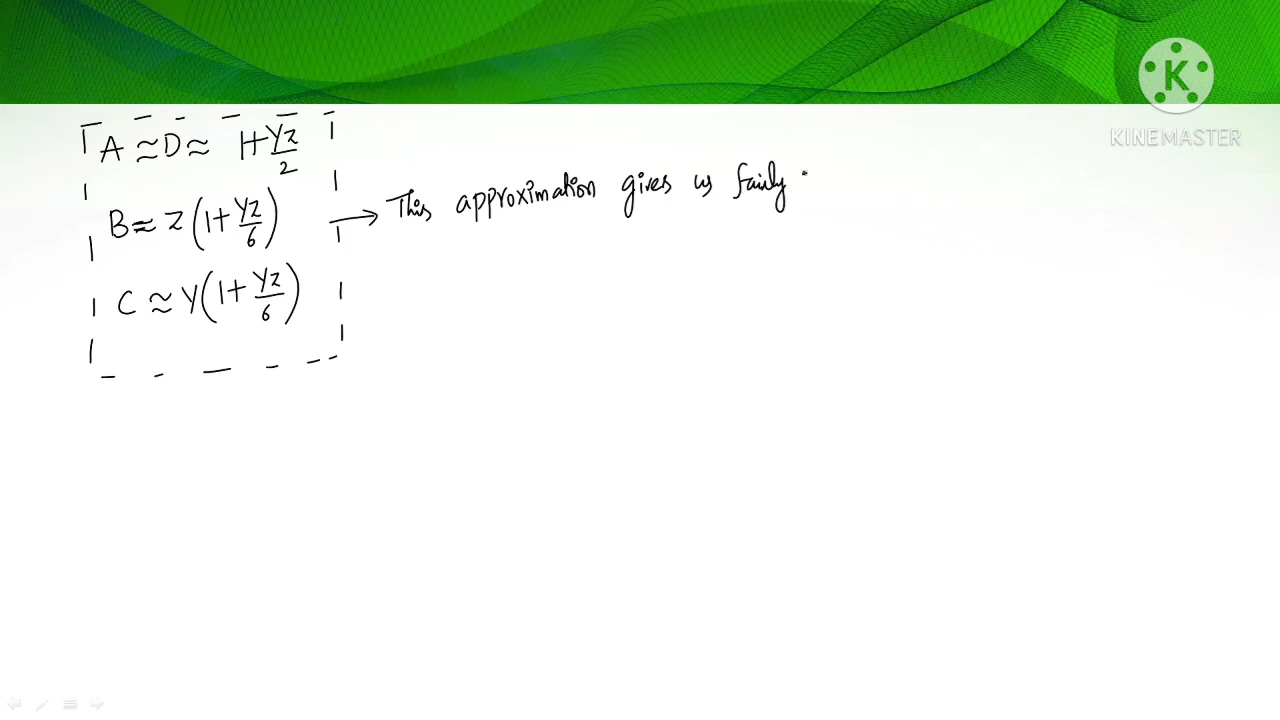 A ≈ D ≈ 1+YZ/2
B ≈ Z(1+YZ/6)
C ≈ Y(1+YZ/6)
→ This approximation gives us fairly
K
KINEMASTER